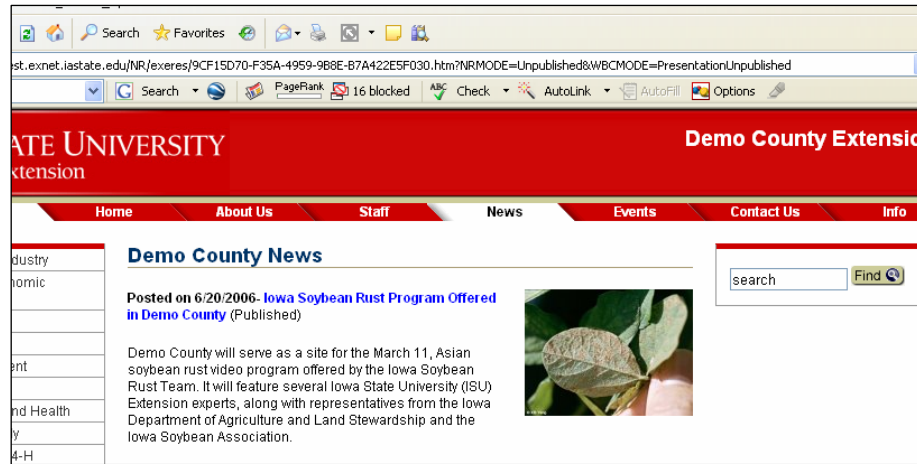 Search Favorites
est.exnet.iastate.edu/NR/exeres/9CF15D70-F35A-4959-9B8E-B7A422E5F030.htm?NRMODE=Unpublished&WBCMODE=PresentationUnpublished
G Search PageRank 16 blocked ABC Check AutoLink AutoFill Options
ATE UNIVERSITY
xtension
Demo County Extensio
Home About Us Staff News Events Contact Us Info
dustry
nomic
ent
nd Health
y
4-H
Demo County News
Posted on 6/20/2006- Iowa Soybean Rust Program Offered
in Demo County (Published)
Demo County will serve as a site for the March 11, Asian
soybean rust video program offered by the Iowa Soybean
Rust Team. It will feature several Iowa State University (ISU)
Extension experts, along with representatives from the Iowa
Department of Agriculture and Land Stewardship and the
Iowa Soybean Association.
search Find